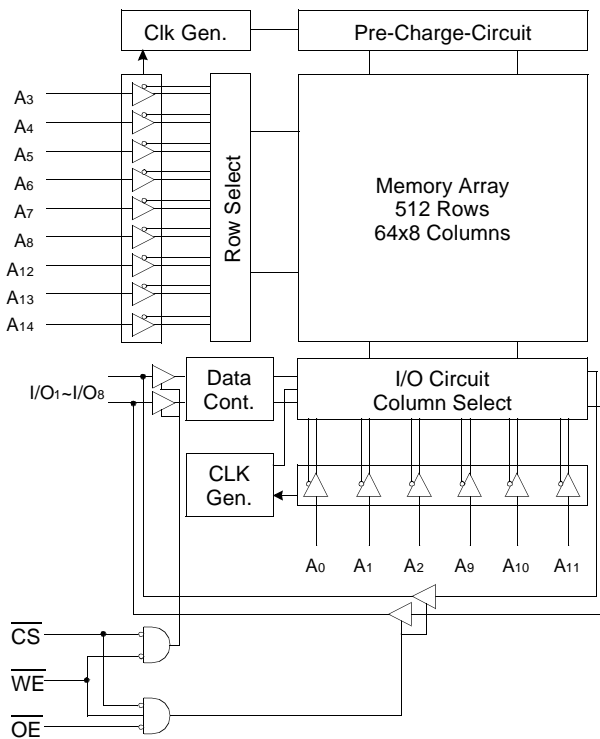 Clk Gen.
Pre-Charge-Circuit
A3
A4
A5
A6
A7
A8
A12
A13
A14
Row Select
Memory Array
512 Rows
64x8 Columns
I/O1~I/O8
Data
Cont.
I/O Circuit
Column Select
CLK
Gen.
A0 A1 A2 A9 A10 A11
CS
WE
OE